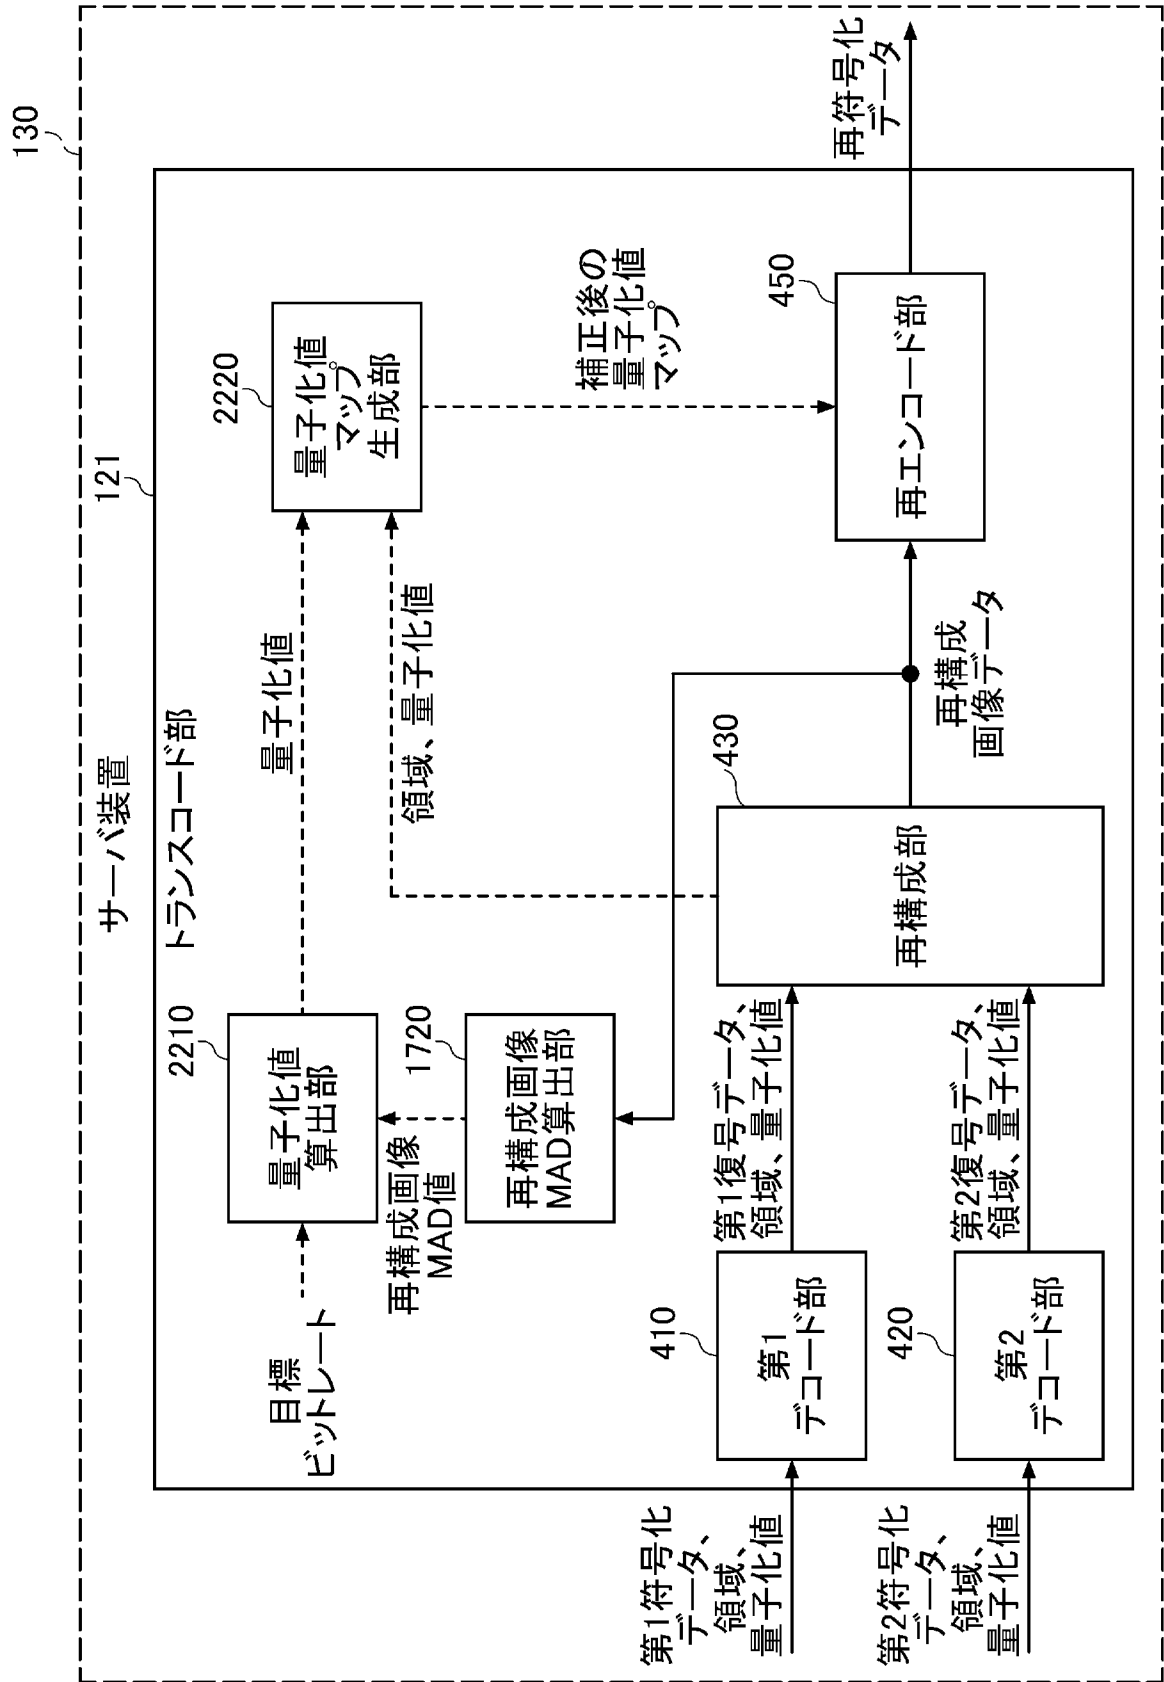 130
サーバ装置
121
トランスコード部
2210
量子化値
算出部
目標
ビットレート
量子化値
2220
量子化値
マップ
生成部
再構成画像
MAD値
1720
再構成画像
MAD算出部
領域、量子化値
補正後の
量子化値
マップ
第1符号化
データ、
領域、
量子化値
410
第1
デコード部
第1復号データ、
領域、量子化値
第2符号化
データ、
領域、
量子化値
420
第2
デコード部
第2復号データ、
領域、量子化値
430
再構成部
再構成
画像データ
450
再エンコード部
再符号化
データ